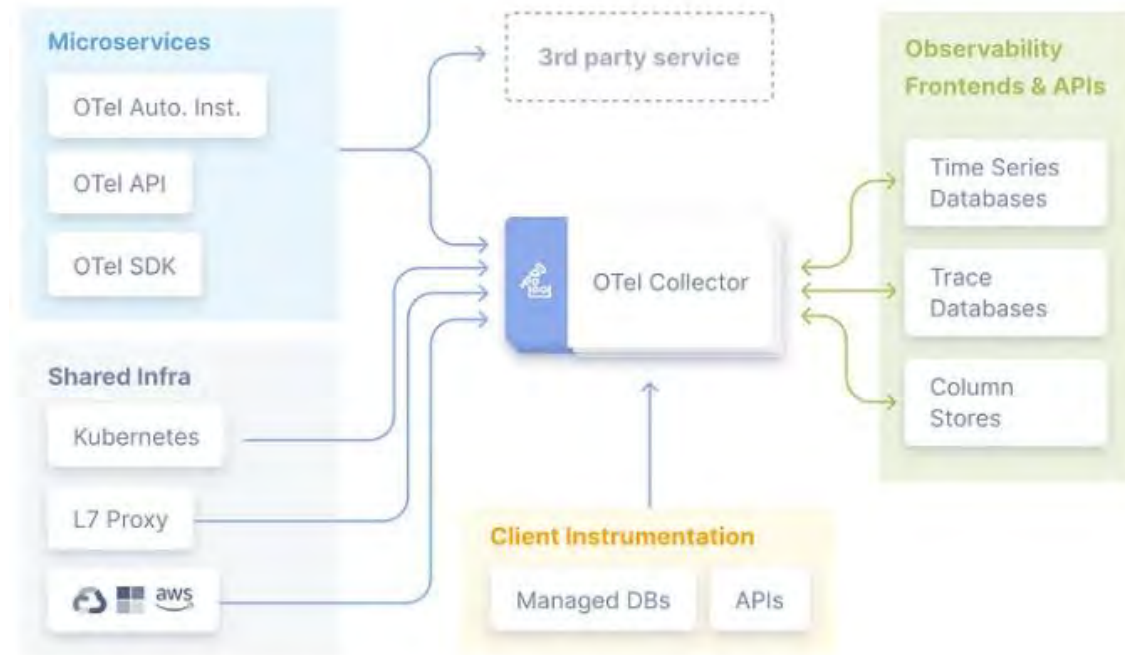 Microservices
OTel Auto. Inst.
OTel API
OTel SDK
Shared Infra
Kubernetes
L7 Proxy
aws
3rd party service
OTel Collector
Client Instrumentation
Managed DBs
APIs
Observability
Frontends & APIs
Time Series
Databases
Trace
Databases
Column
Stores